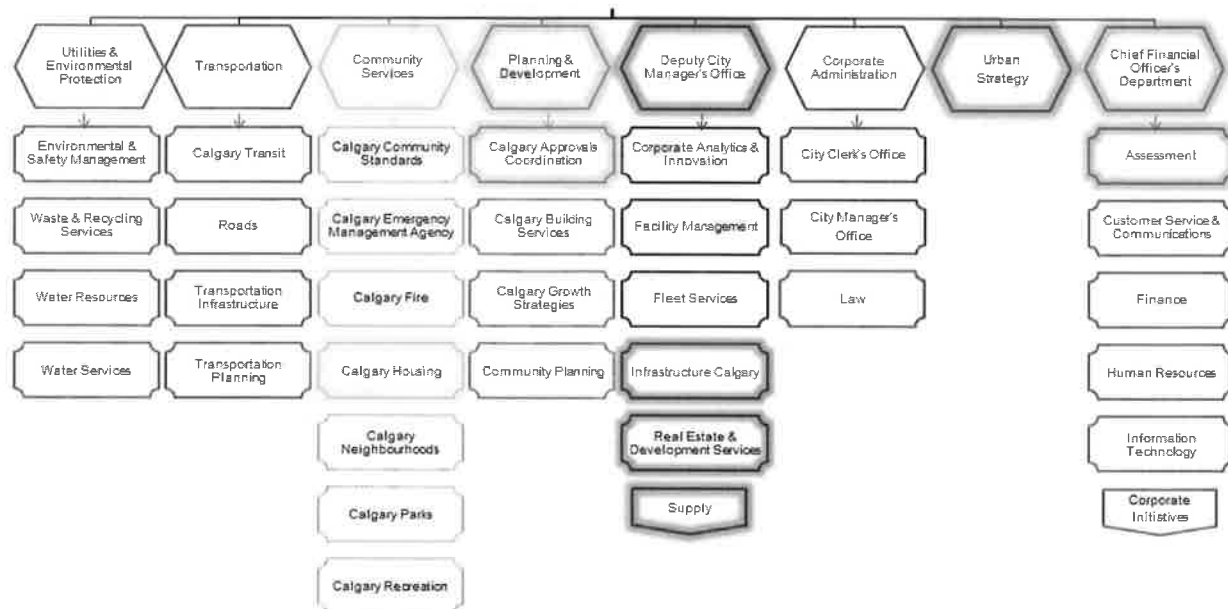 Utilities &
Environmental
Protection
Transportation
Community
Services
Planning &
Development
Deputy City
Manager's Office
Corporate
Administration
Urban
Strategy
Chief Financial
Officer's
Department
Environmental &
Safety Management
Calgary Transit
Calgary Community
Standards
Calgary Approvals
Coordination
Corporate Analytics &
Innovation
City Clerk's Office
Assessment
Waste & Recycling
Services
Roads
Calgary Emergency
Management Agency
Calgary Building
Services
Facility Management
City Manager's
Office
Customer Service &
Communications
Water Resources
Transportation
Infrastructure
Calgary Fire
Calgary Growth
Strategies
Fleet Services
Law
Finance
Water Services
Transportation
Planning
Calgary Housing
Community Planning
Infrastructure Calgary
Human Resources
Calgary
Neighbourhoods
Real Estate &
Development Services
Information
Technology
Calgary Parks
Supply
Corporate
Initiatives
Calgary Recreation